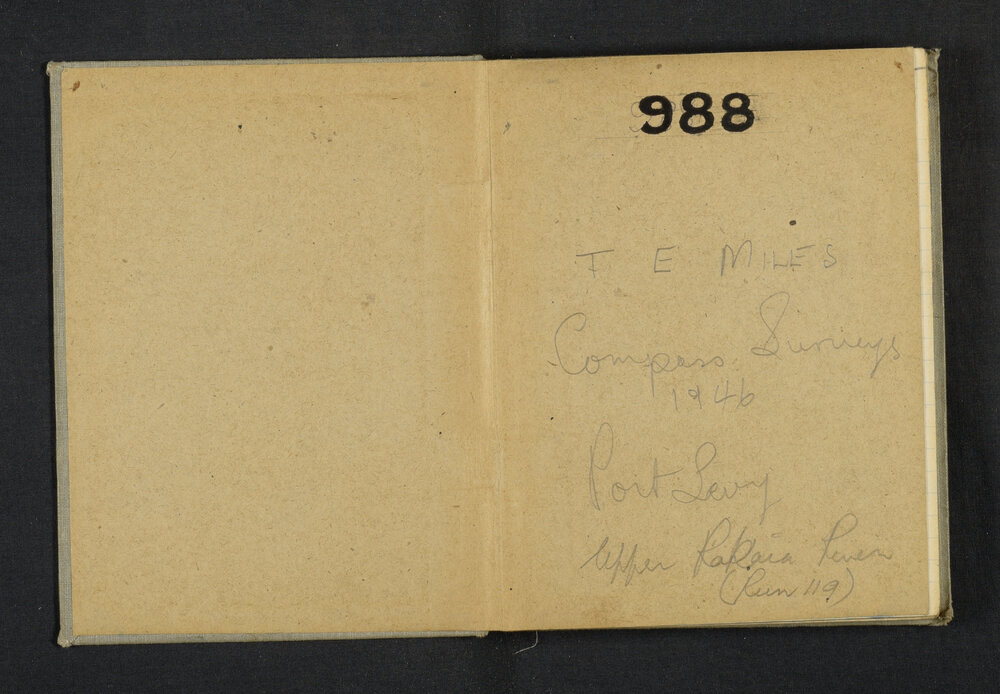 988
T E MILES
Compass Surveys
1946
Port Levy
Upper Rakaia River
(Run 119)